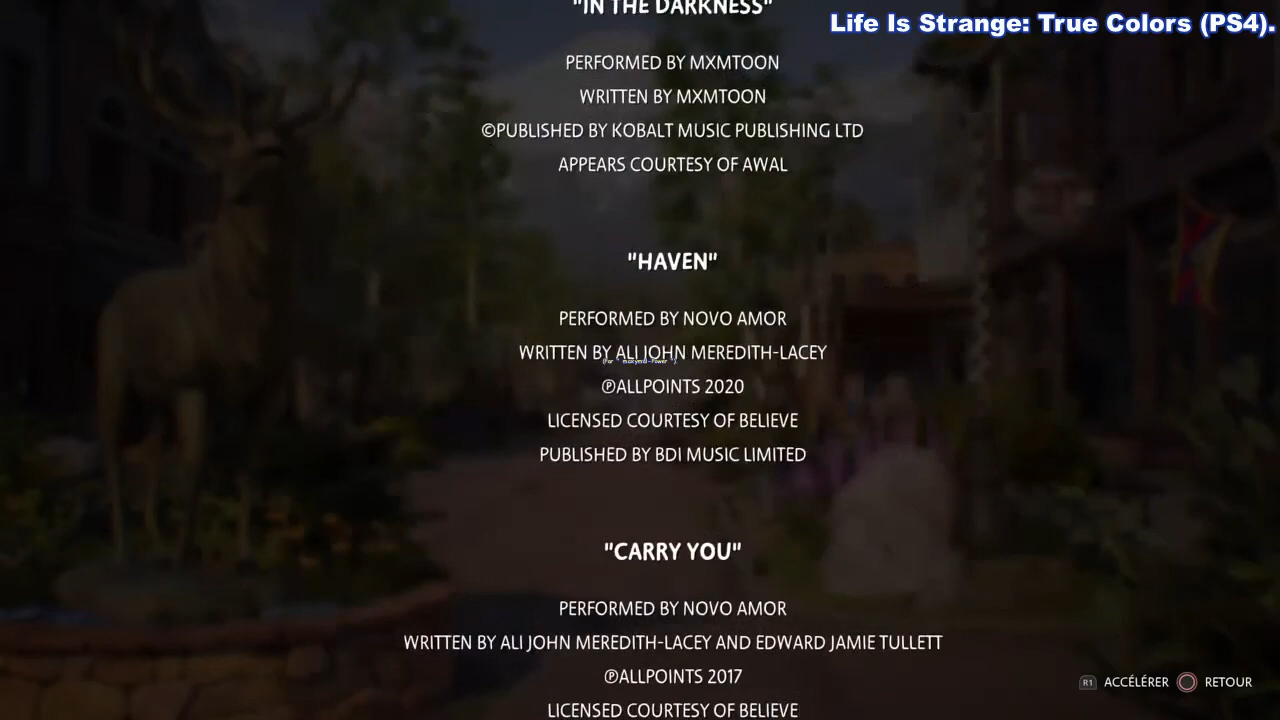 "IN THE DARKNESS"
Life Is Strange: True Colors (PS4).
PERFORMED BY MXMTOON
WRITTEN BY MXMTOON
©PUBLISHED BY KOBALT MUSIC PUBLISHING LTD
APPEARS COURTESY OF AWAL
"HAVEN"
PERFORMED BY NOVO AMOR
WRITTEN BY ALI JOHN MEREDITH-LACEY
℗ALLPOINTS 2020
LICENSED COURTESY OF BELIEVE
PUBLISHED BY BDI MUSIC LIMITED
"CARRY YOU"
PERFORMED BY NOVO AMOR
WRITTEN BY ALI JOHN MEREDITH-LACEY AND EDWARD JAMIE TULLETT
℗ALLPOINTS 2017
LICENSED COURTESY OF BELIEVE
R1 ACCÉLÉRER RETOUR